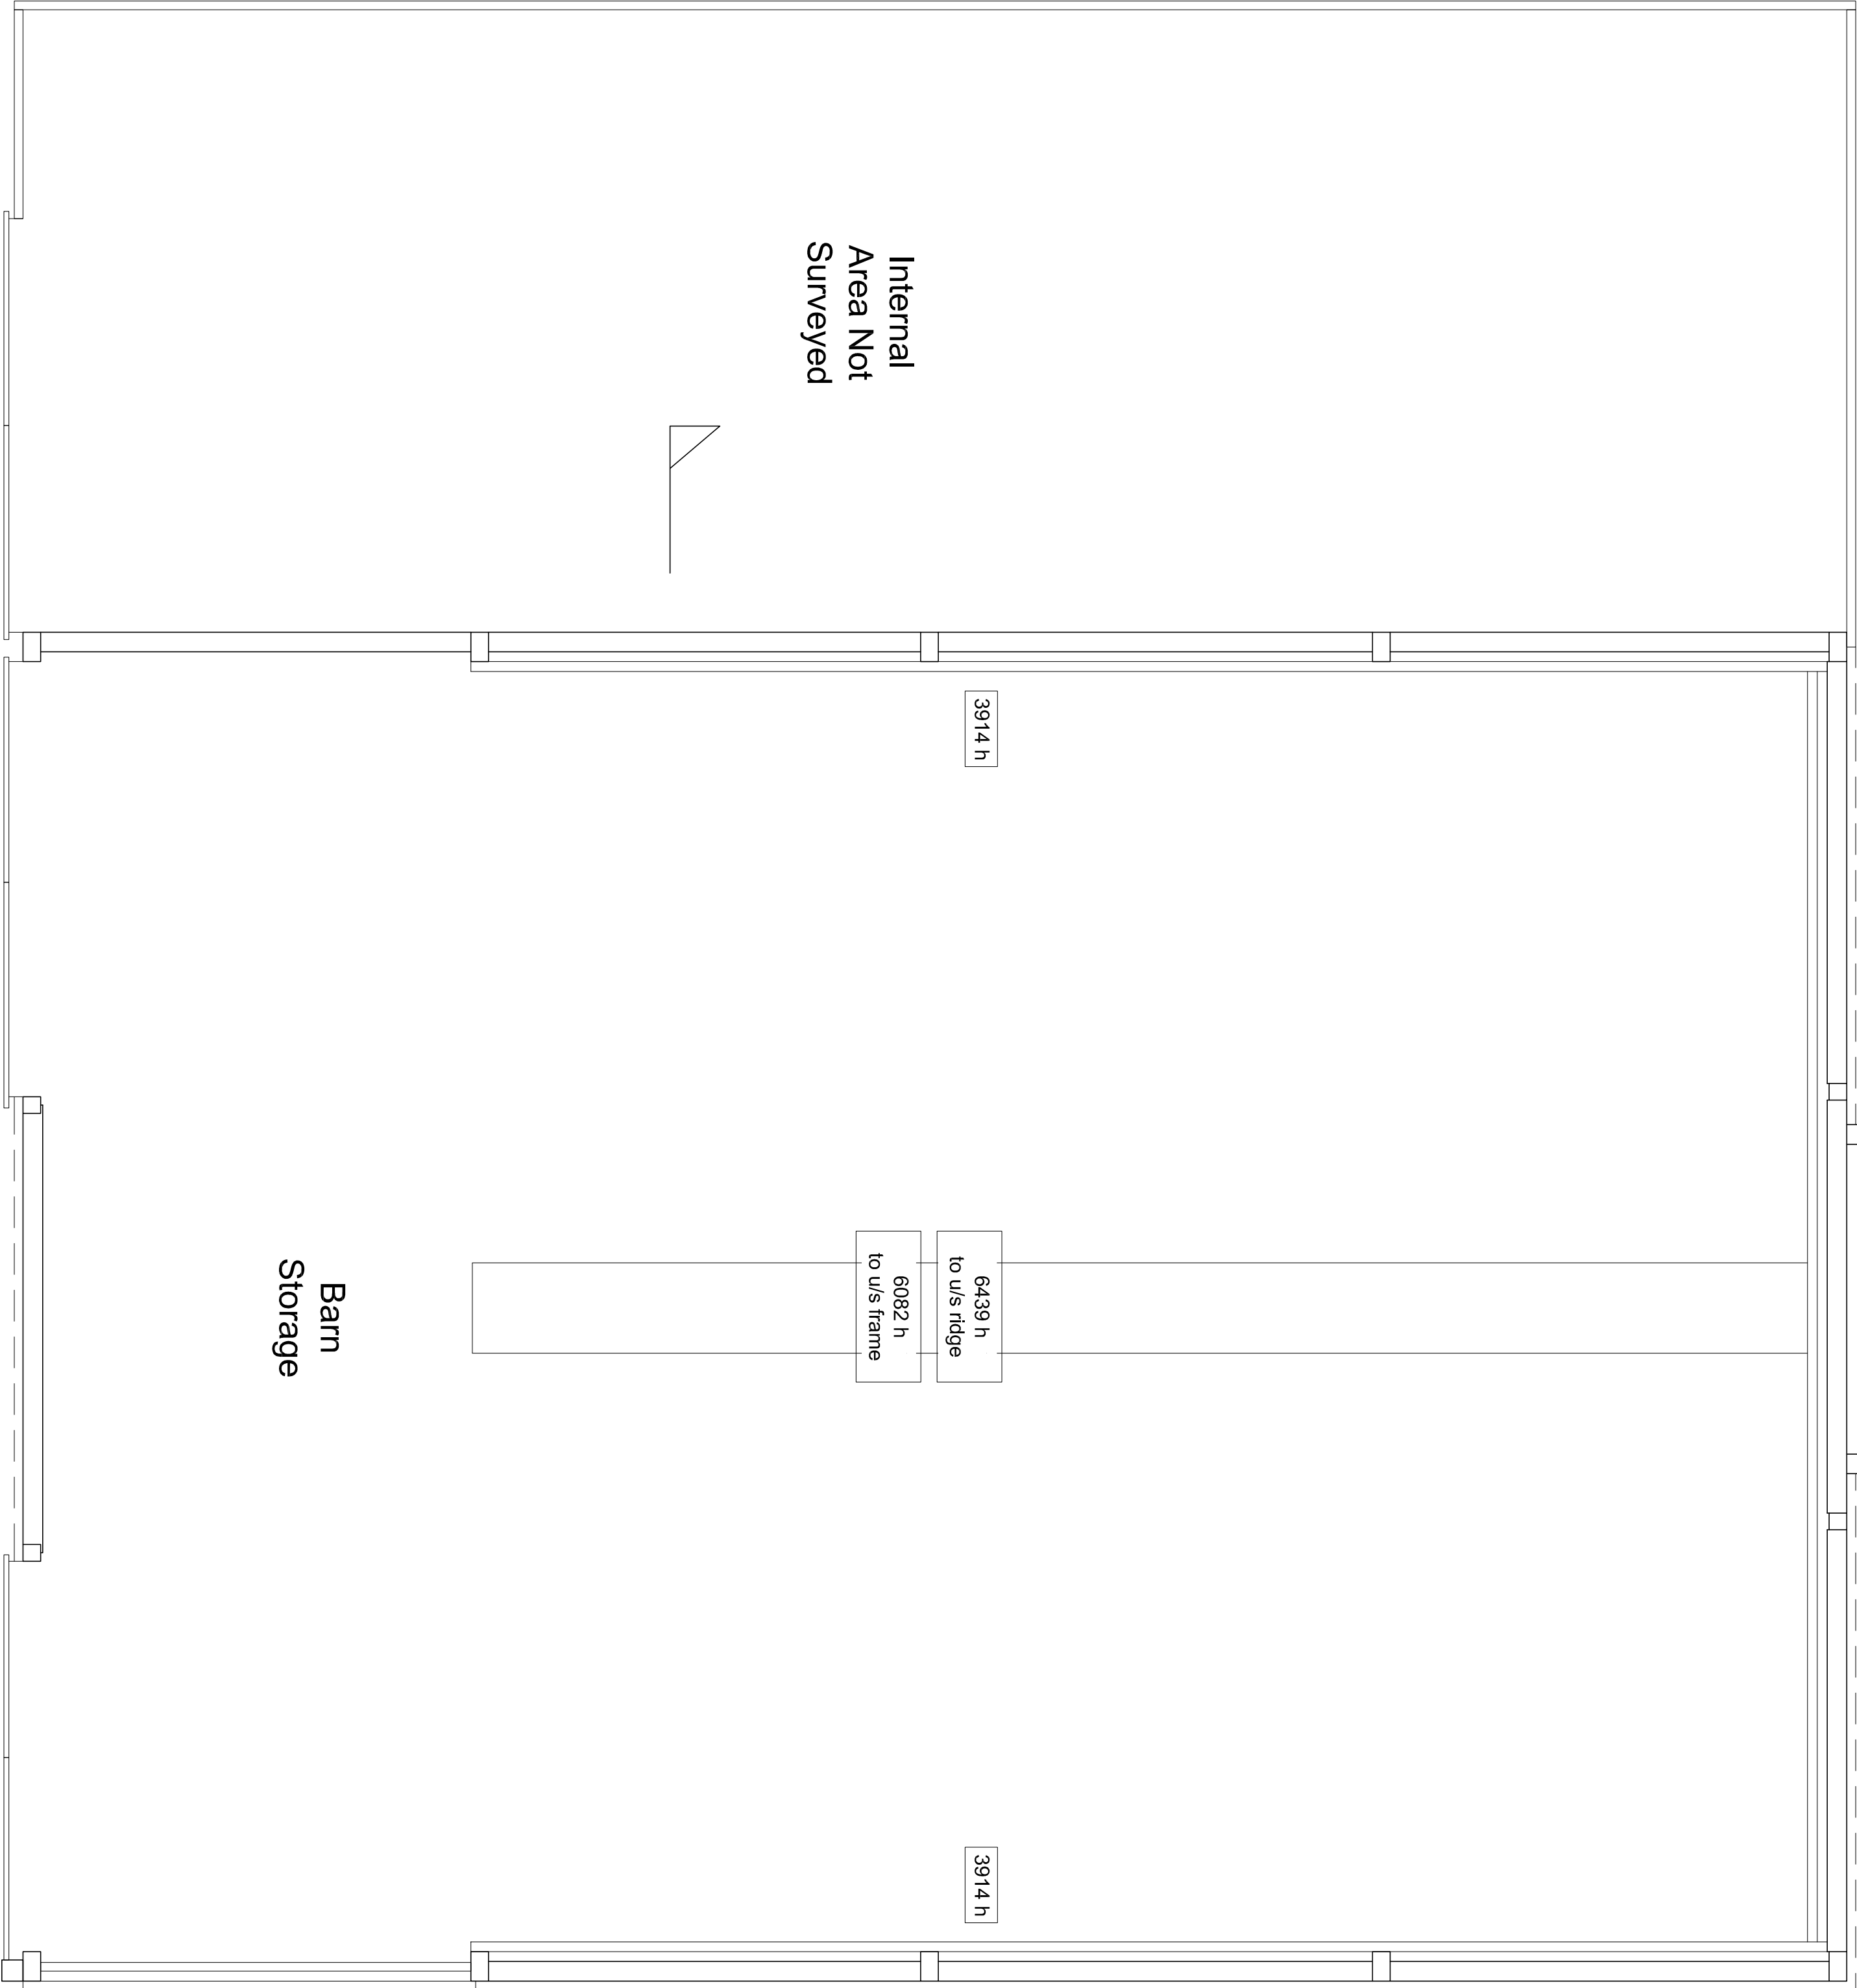 Internal
Area Not
Surveyed
3914 h
6439 h
to u/s ridge
6082 h
to u/s frame
3914 h
Barn
Storage